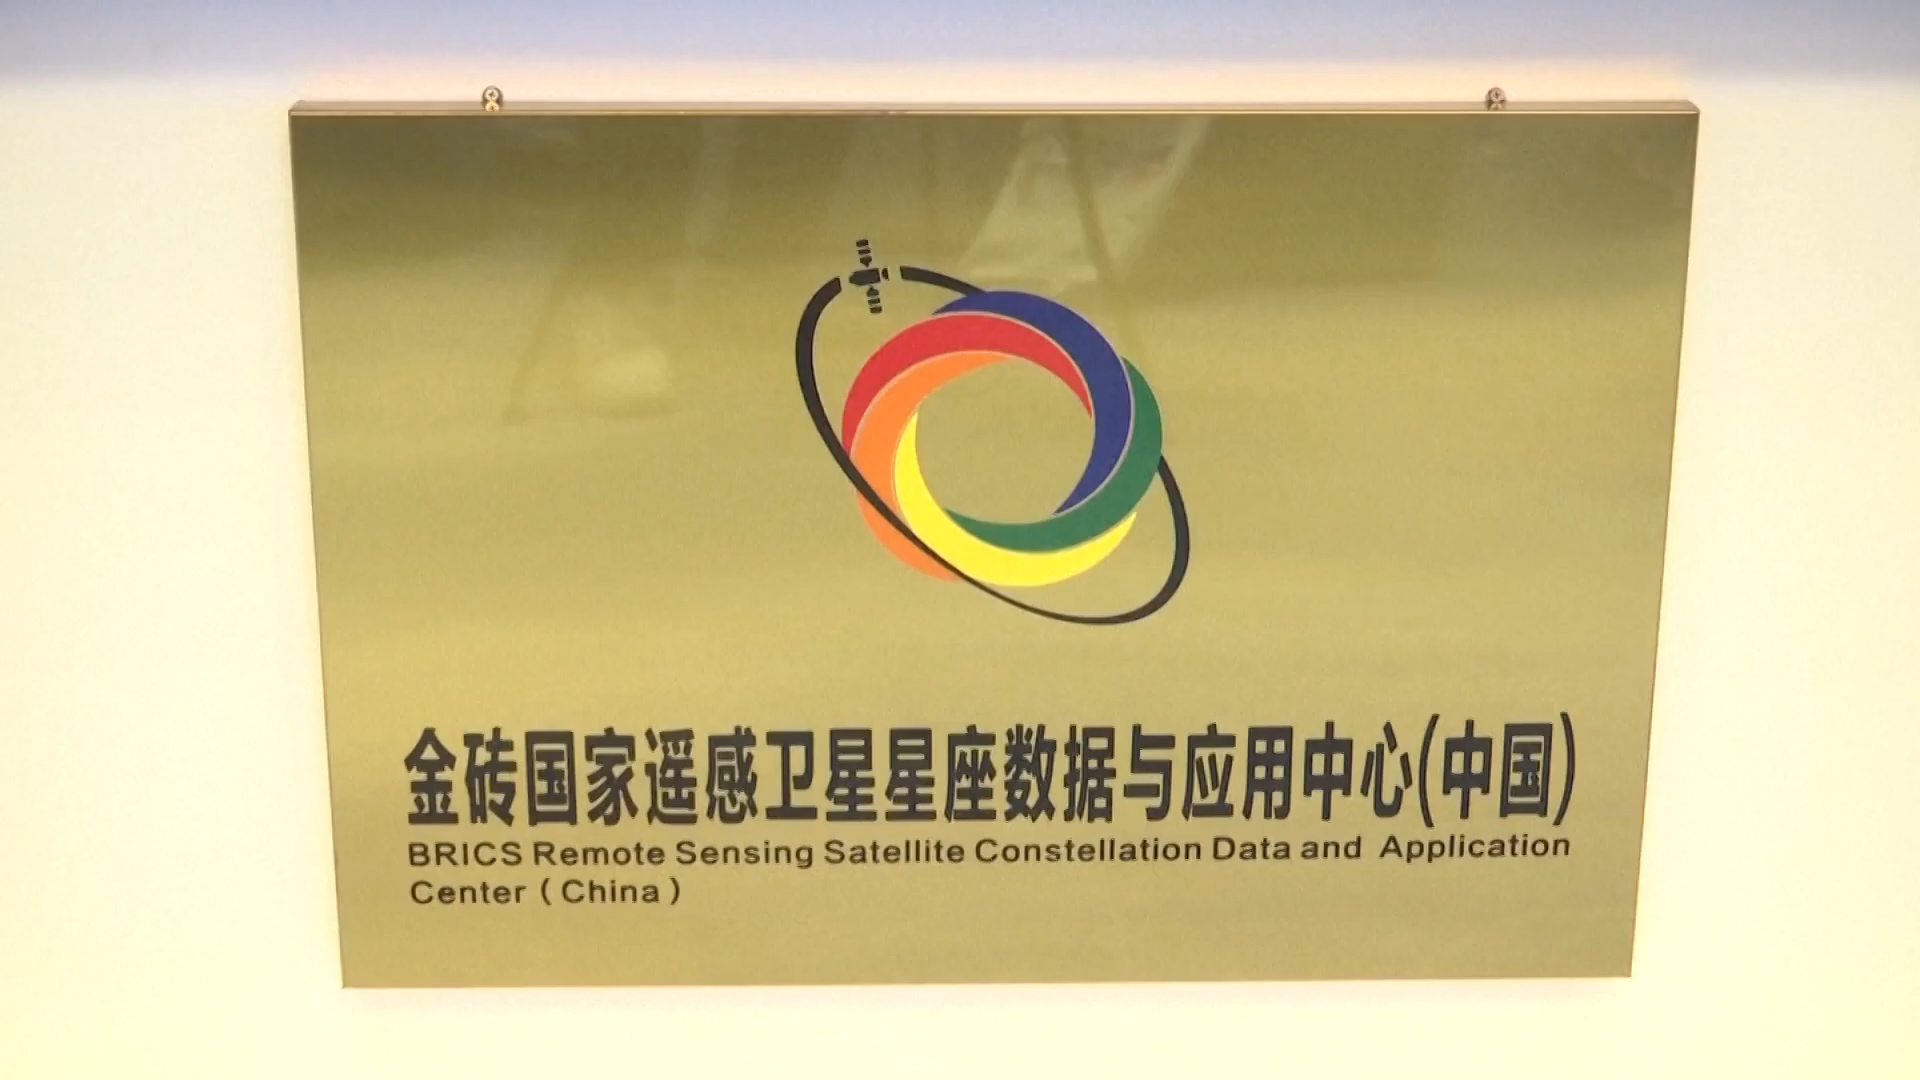 金砖国家遥感卫星星座数据与应用中心(中国)
BRICS Remote Sensing Satellite Constellation Data and Application
Center (China)